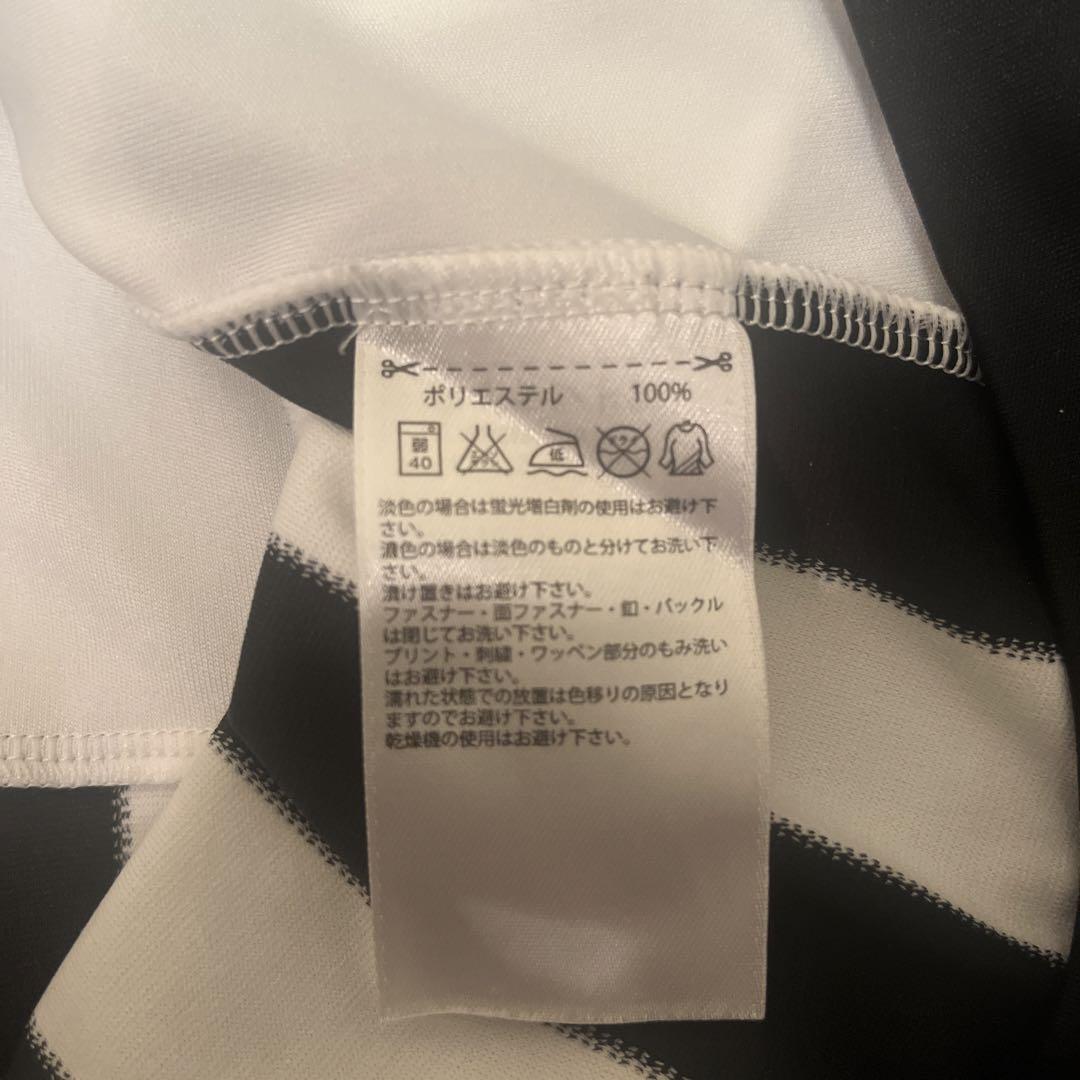 ポリエステル 100%
弱
40
エンソ
低
ドライ
淡色の場合は蛍光増白剤の使用はお避け下
さい。
濃色の場合は淡色のものと分けてお洗い下
さい。
漬け置きはお避け下さい。
ファスナー・面ファスナー・釦・バックル
は閉じてお洗い下さい。
プリント・刺繍・ワッペン部分のもみ洗い
はお避け下さい。
濡れた状態での放置は色移りの原因となり
ますのでお避け下さい。
乾燥機の使用はお避け下さい。